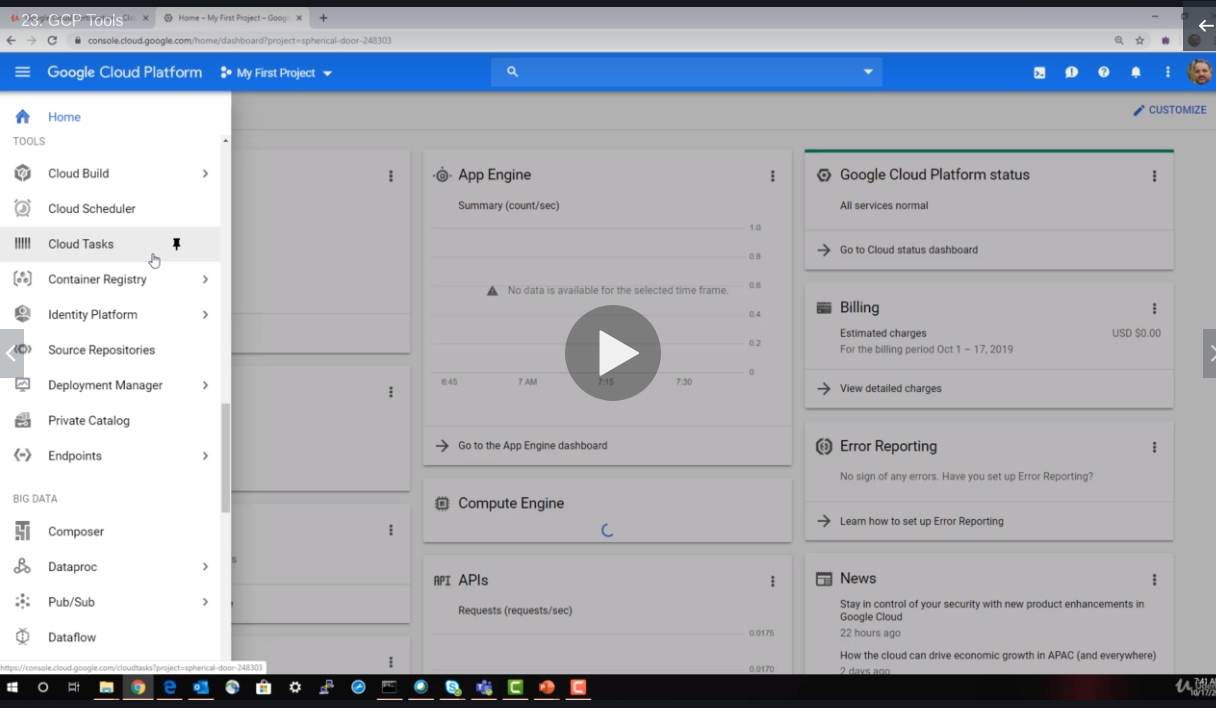 23. GCP Tools
Home – My First Project – Goog
console.cloud.google.com/home/dashboard?project=spherical-door-248303
Google Cloud Platform
My First Project
CUSTOMIZE
Home
TOOLS
Cloud Build
Cloud Scheduler
Cloud Tasks
Container Registry
Identity Platform
Source Repositories
Deployment Manager
Private Catalog
Endpoints
BIG DATA
Composer
Dataproc
Pub/Sub
Dataflow
https://console.cloud.google.com/cloudtasks?project=spherical-door-248303
App Engine
Summary (count/sec)
1.0
0.8
No data is available for the selected time frame.
0.6
0.4
0.2
0
6:45
7 AM
7:15
7:30
Go to the App Engine dashboard
Compute Engine
API APIs
Requests (requests/sec)
0.0175
0.0170
Google Cloud Platform status
All services normal
Go to Cloud status dashboard
Billing
Estimated charges
USD $0.00
For the billing period Oct 1 – 17, 2019
View detailed charges
Error Reporting
No sign of any errors. Have you set up Error Reporting?
Learn how to set up Error Reporting
News
Stay in control of your security with new product enhancements in
Google Cloud
22 hours ago
How the cloud can drive economic growth in APAC (and everywhere)
2 days ago